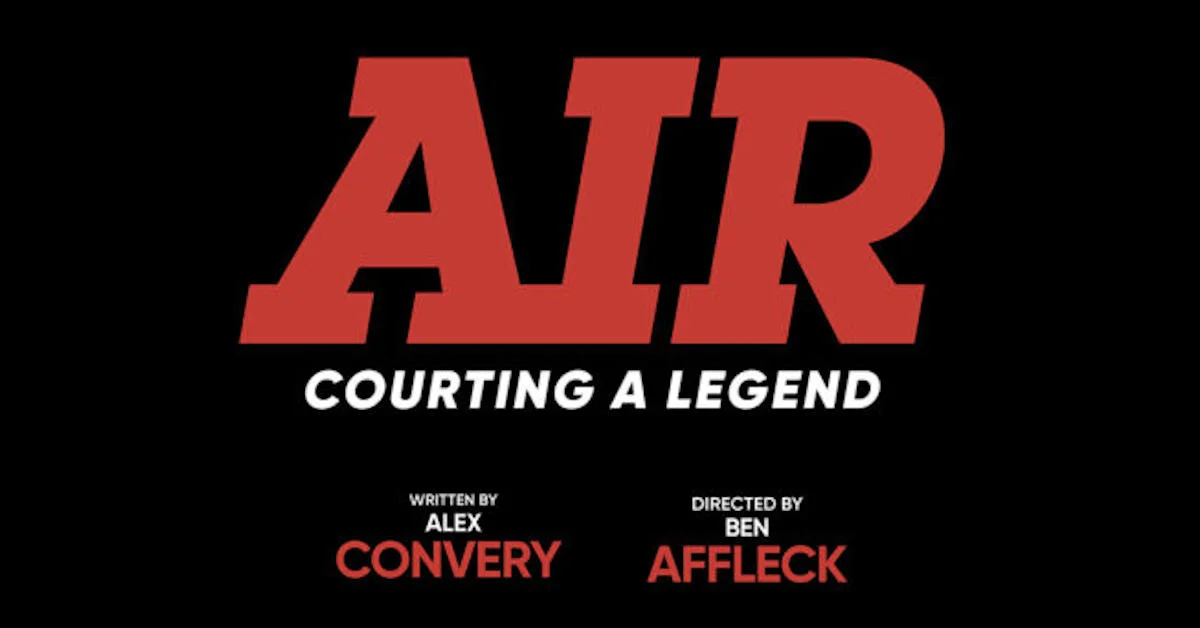 AIR
COURTING A LEGEND
WRITTEN BY
ALEX
CONVERY
DIRECTED BY
BEN
AFFLECK